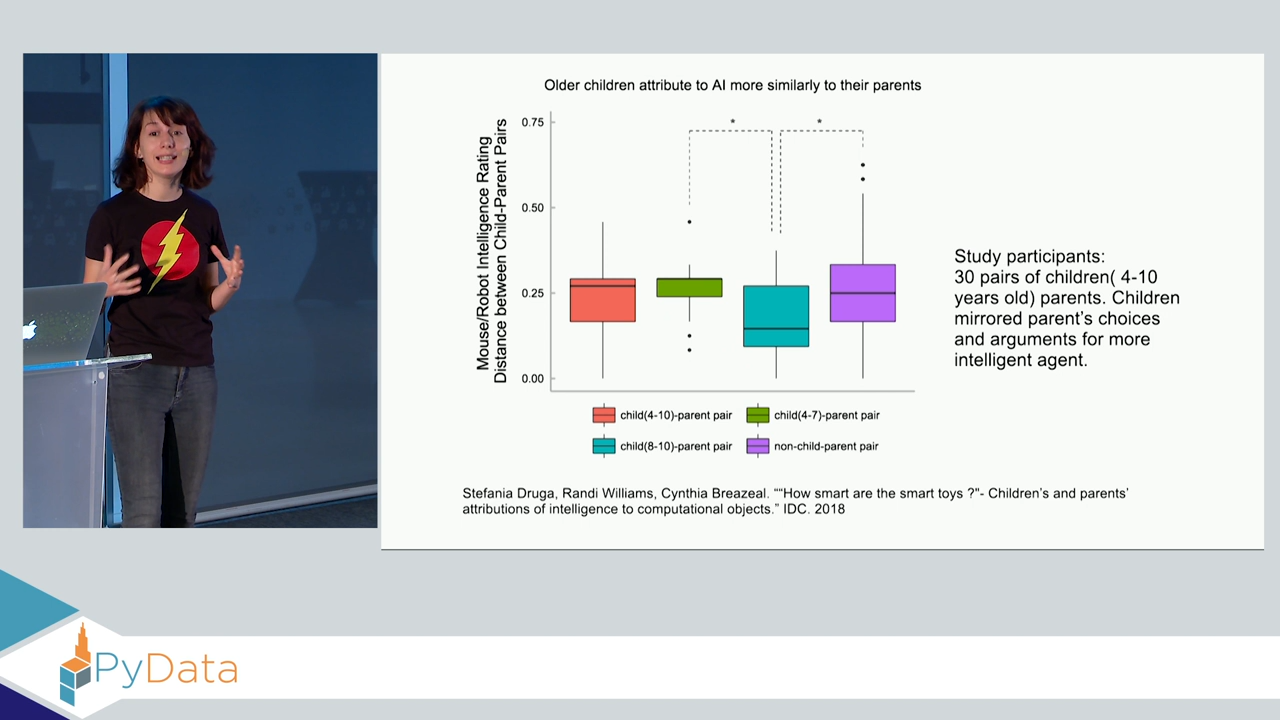 Older children attribute to AI more similarly to their parents
Mouse/Robot Intelligence Rating
Distance between Child-Parent Pairs
0.75
0.50
0.25
0.00
*
*
child(4-10)-parent pair
child(4-7)-parent pair
child(8-10)-parent pair
non-child-parent pair
Study participants:
30 pairs of children( 4-10
years old) parents. Children
mirrored parent's choices
and arguments for more
intelligent agent.
Stefania Druga, Randi Williams, Cynthia Breazeal. "“How smart are the smart toys ?”- Children's and parents'
attributions of intelligence to computational objects.” IDC. 2018
PyData